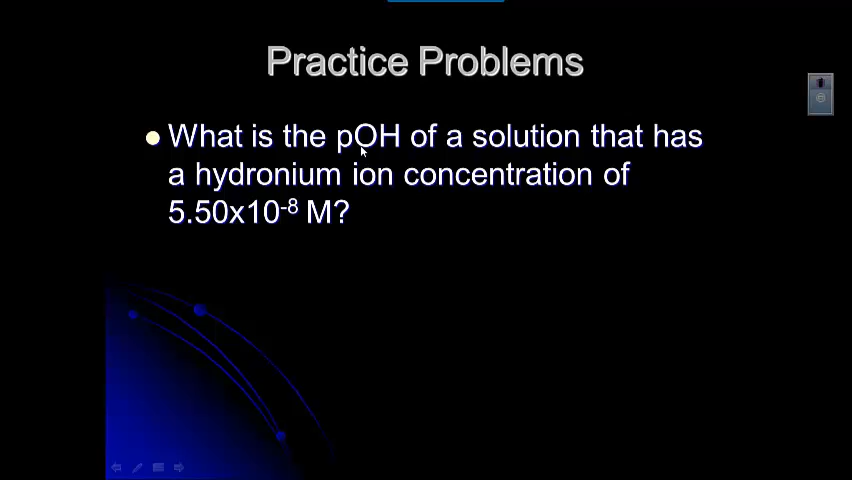 Practice Problems
What is the pOH of a solution that has
a hydronium ion concentration of
5.50x10⁻⁸ M?